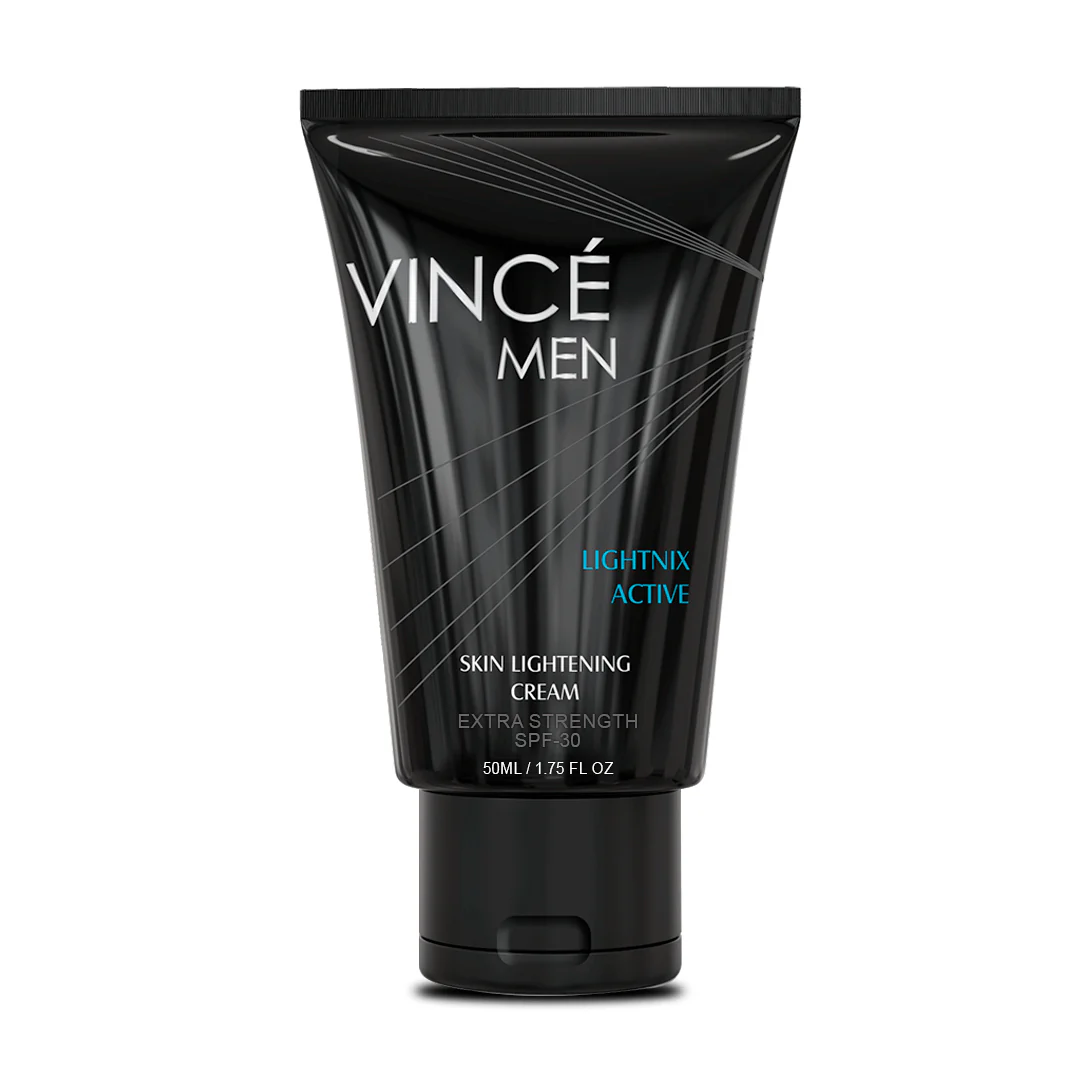 VINCÉ
MEN
LIGHTNIX
ACTIVE
SKIN LIGHTENING
CREAM
EXTRA STRENGTH
SPF-30
50ML / 1.75 FL OZ